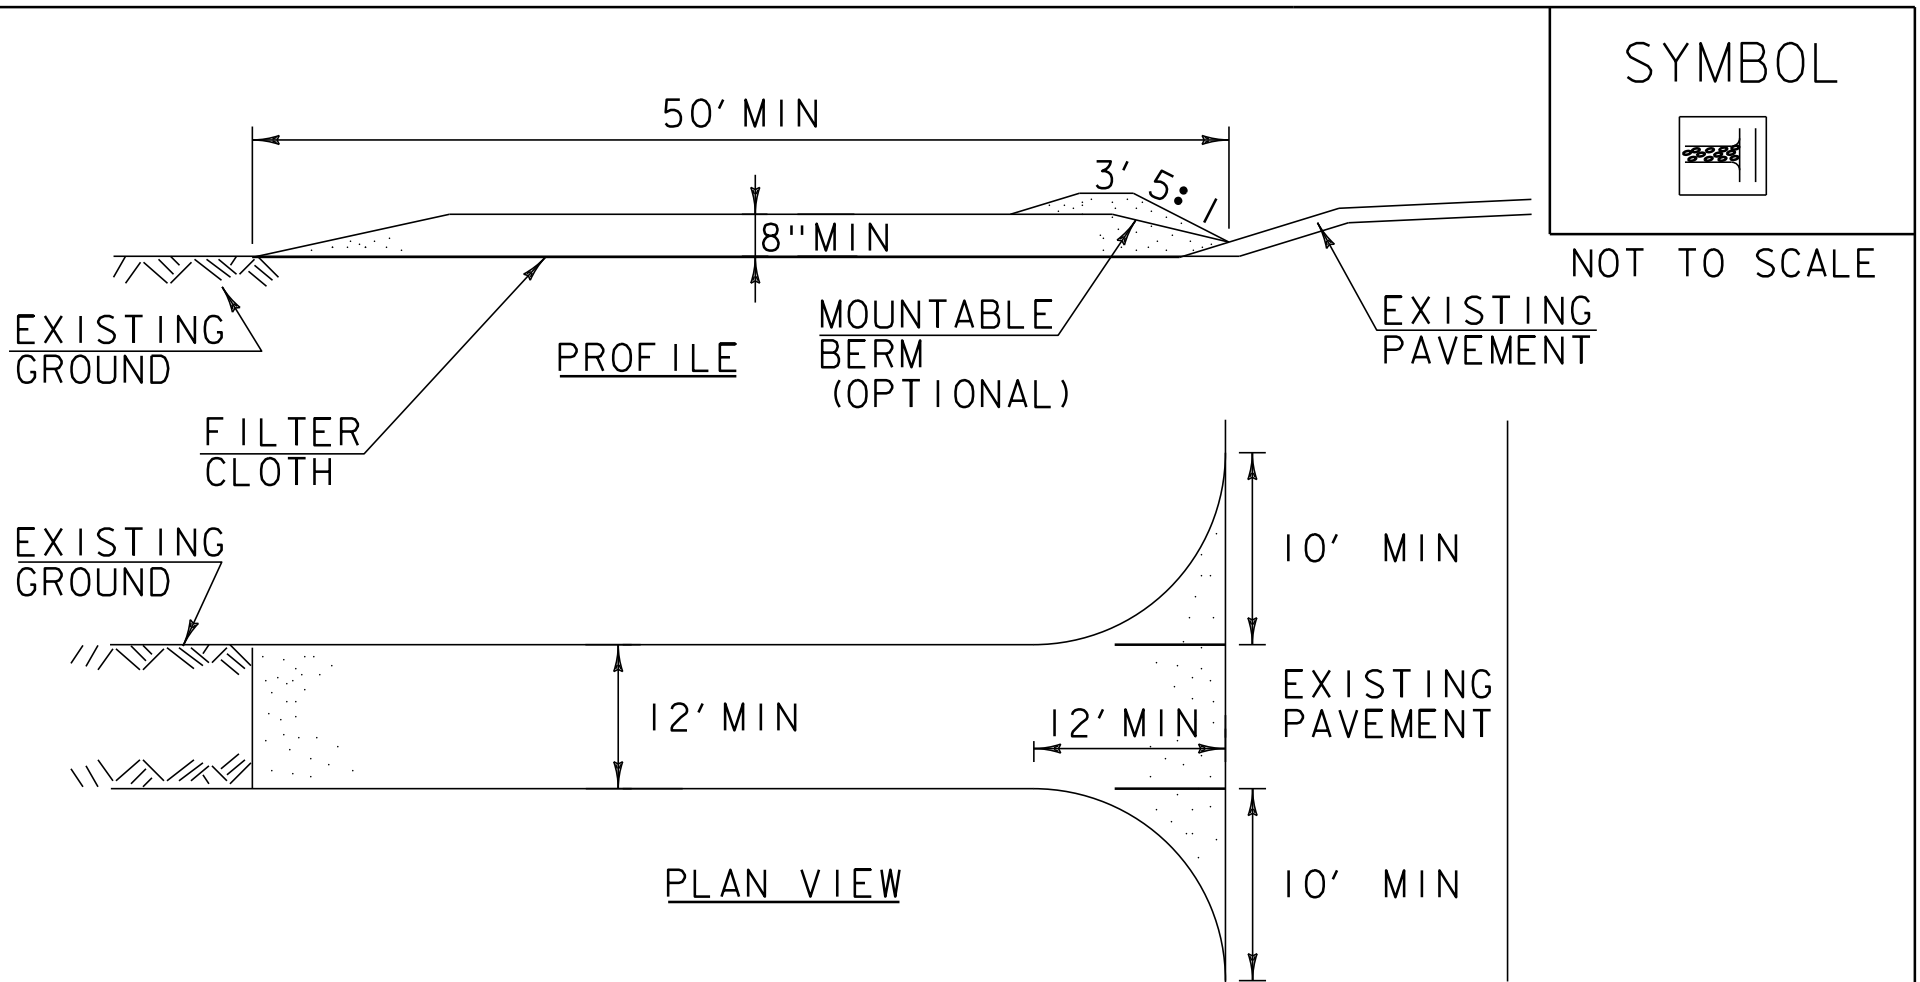 SYMBOL
50' MIN
3' 5:1
8" MIN
NOT TO SCALE
EXISTING
GROUND
PROFILE
MOUNTABLE
BERM
(OPTIONAL)
EXISTING
PAVEMENT
FILTER
CLOTH
EXISTING
GROUND
10' MIN
12' MIN
12' MIN
EXISTING
PAVEMENT
PLAN VIEW
10' MIN